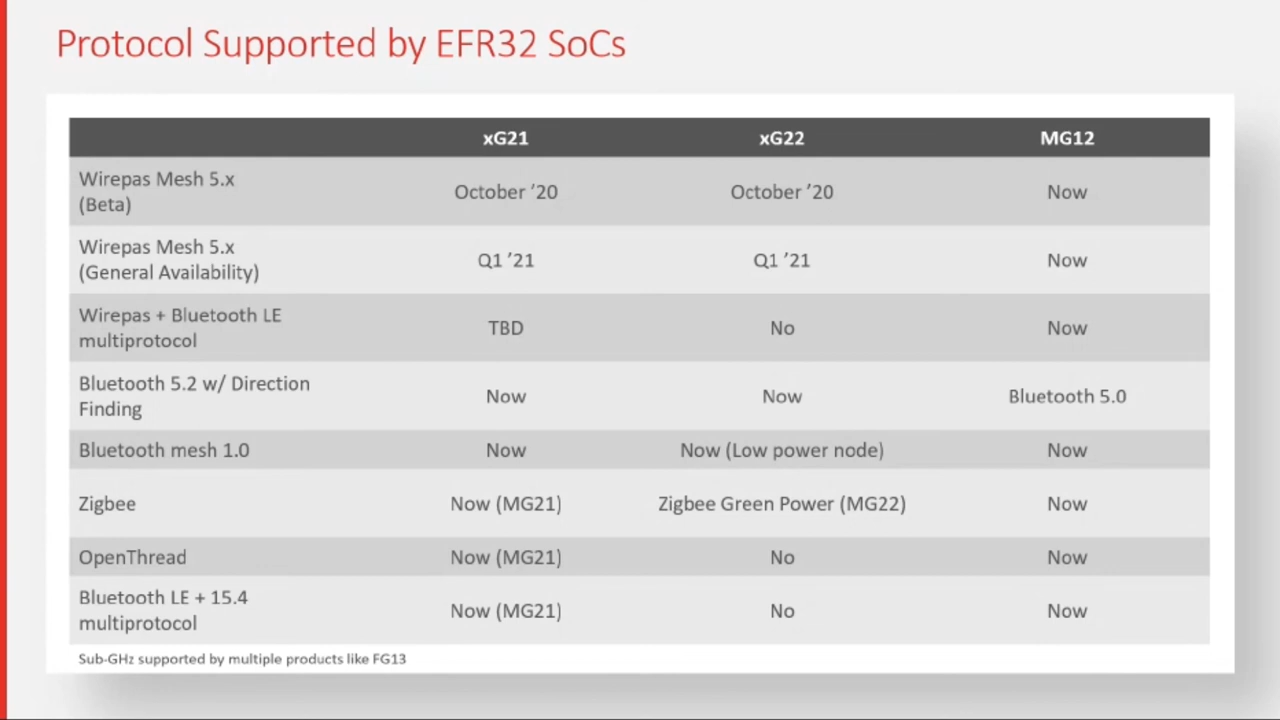 Protocol Supported by EFR32 SoCs
xG21 xG22 MG12
Wirepas Mesh 5.x
(Beta)
October ’20 October ’20 Now
Wirepas Mesh 5.x
(General Availability)
Q1 ’21 Q1 ’21 Now
Wirepas + Bluetooth LE
multiprotocol
TBD No Now
Bluetooth 5.2 w/ Direction
Finding
Now Now Bluetooth 5.0
Bluetooth mesh 1.0 Now Now (Low power node) Now
Zigbee Now (MG21) Zigbee Green Power (MG22) Now
OpenThread Now (MG21) No Now
Bluetooth LE + 15.4
multiprotocol
Now (MG21) No Now
Sub-GHz supported by multiple products like FG13